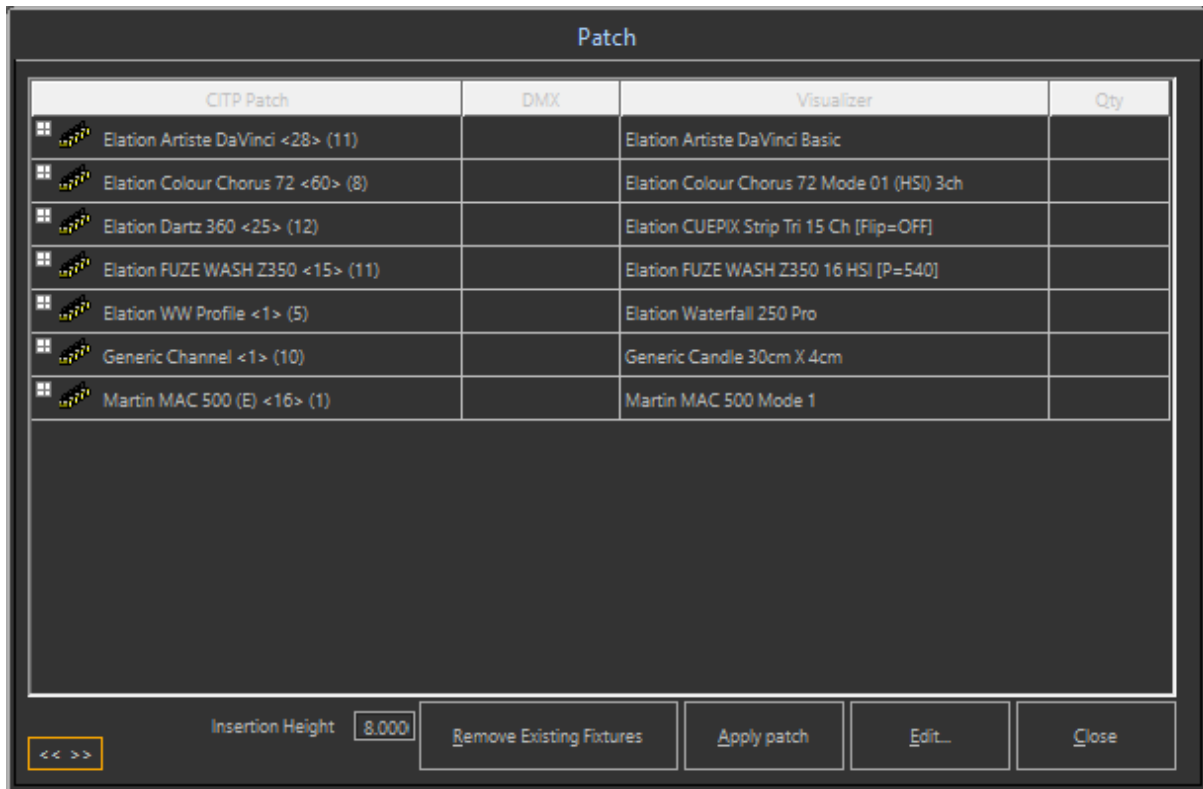 Patch
CITP Patch DMX Visualizer Qty
Elation Artiste DaVinci <28> (11) Elation Artiste DaVinci Basic
Elation Colour Chorus 72 <60> (8) Elation Colour Chorus 72 Mode 01 (HSI) 3ch
Elation Dartz 360 <25> (12) Elation CUEPIX Strip Tri 15 Ch [Flip=OFF]
Elation FUZE WASH Z350 <15> (11) Elation FUZE WASH Z350 16 HSI [P=540]
Elation WW Profile <1> (5) Elation Waterfall 250 Pro
Generic Channel <1> (10) Generic Candle 30cm X 4cm
Martin MAC 500 (E) <16> (1) Martin MAC 500 Mode 1
Insertion Height 8.000 Remove Existing Fixtures Apply patch Edit... Close
<< >>